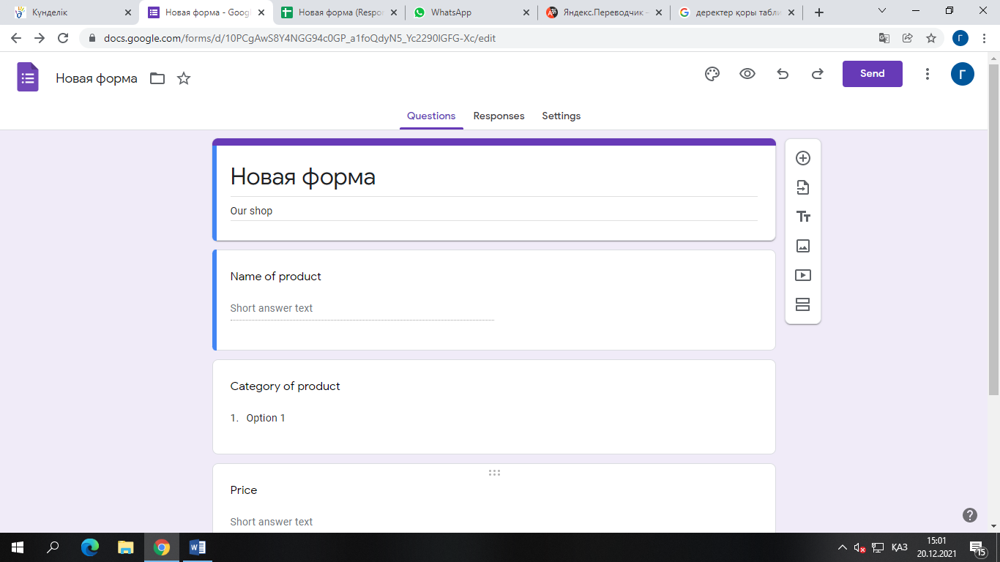 Күнделік
Новая форма - Googl
Новая форма (Respor
WhatsApp
Яндекс.Переводчик –
деректер қоры табли
docs.google.com/forms/d/10PCgAwS8Y4NGG94c0GP_a1foQdyN5_Yc2290IGFG-Xc/edit
Г
Новая форма
Send
Г
Questions
Responses
Settings
Новая форма
Our shop
Name of product
Short answer text
Category of product
1. Option 1
Price
Short answer text
ҚАЗ
15:01
20.12.2021
15